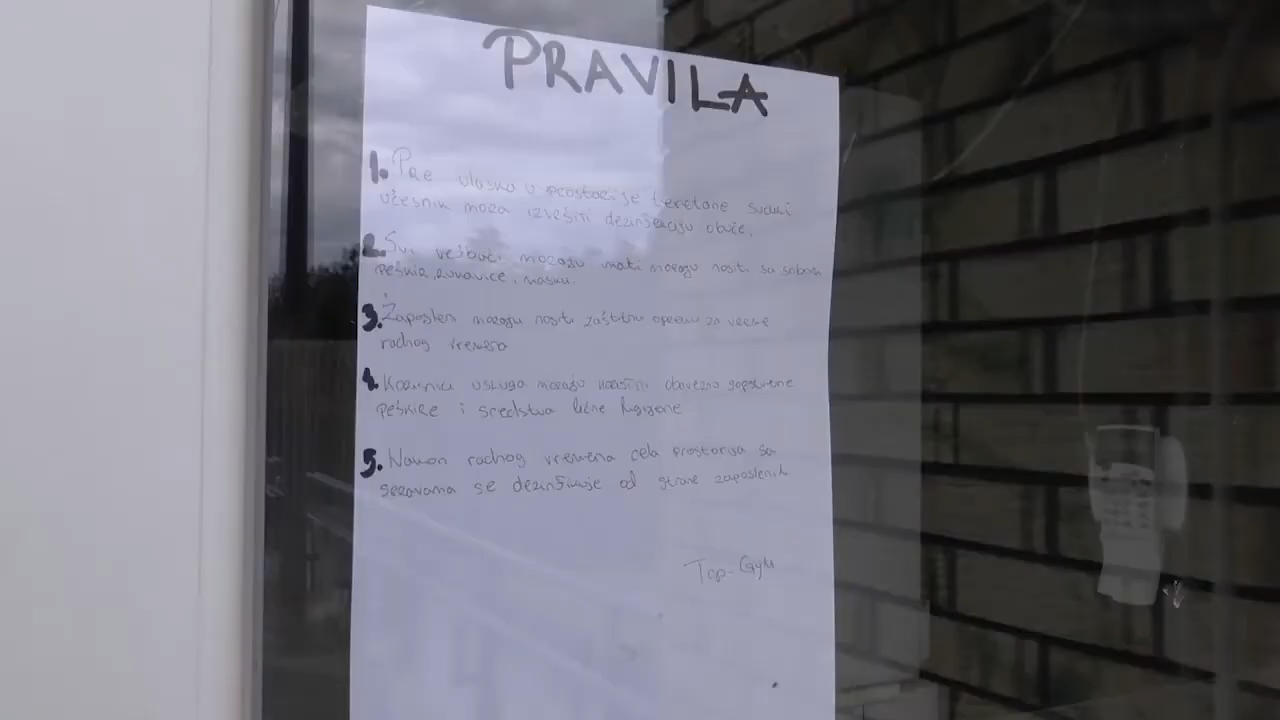 PRAVILA
1. Pre ulaska u prostorije teretane svaki
učesnik mora izvršiti dezinfekciju obuće.
2. Svi vežbači moraju imati moraju nositi sa sobom
peškir, rukavice i masku.
3. Zaposleni moraju nositi zaštitnu opremu za vreme
radnog vremena
4. Korisnici usluga moraju koristiti obavezno sopstvene
peškire i sredstva lične higijene
5. Nakon radnog vremena cela prostorija sa
spravama se dezinfikuje od strane zaposlenih
Top-Gym